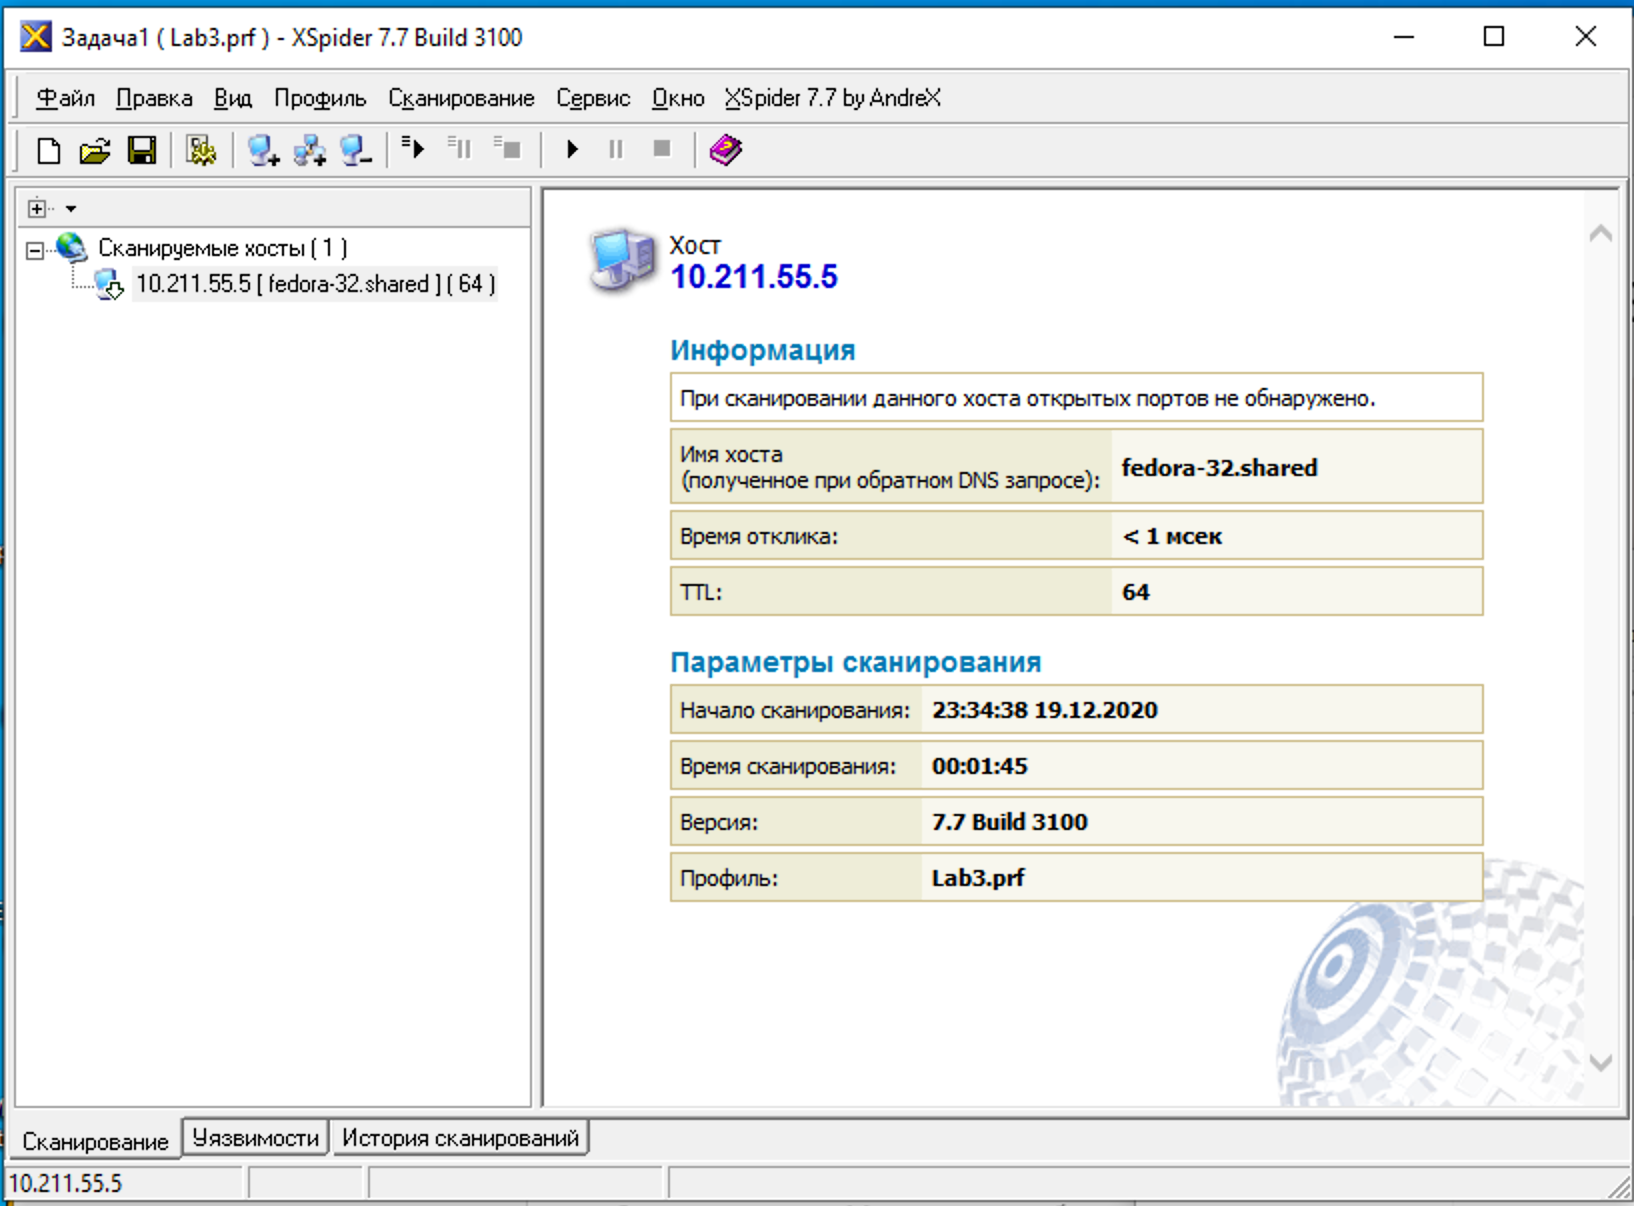 Задача1 ( Lab3.prf ) - XSpider 7.7 Build 3100
Файл Правка Вид Профиль Сканирование Сервис Окно XSpider 7.7 by AndreX
Сканируемые хосты ( 1 )
10.211.55.5 [ fedora-32.shared ] ( 64 )
Хост
10.211.55.5
Информация
При сканировании данного хоста открытых портов не обнаружено.
Имя хоста
(полученное при обратном DNS запросе): fedora-32.shared
Время отклика: < 1 мсек
TTL: 64
Параметры сканирования
Начало сканирования: 23:34:38 19.12.2020
Время сканирования: 00:01:45
Версия: 7.7 Build 3100
Профиль: Lab3.prf
Сканирование Уязвимости История сканирований
10.211.55.5